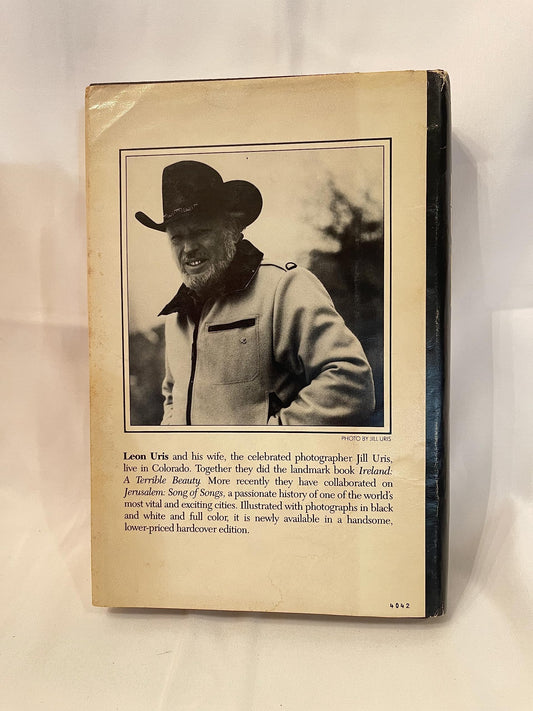 PHOTO BY JILL URIS
Leon Uris and his wife, the celebrated photographer Jill Uris,
live in Colorado. Together they did the landmark book Ireland:
A Terrible Beauty. More recently they have collaborated on
Jerusalem: Song of Songs, a passionate history of one of the world's
most vital and exciting cities. Illustrated with photographs in black
and white and full color, it is newly available in a handsome,
lower-priced hardcover edition.
4042